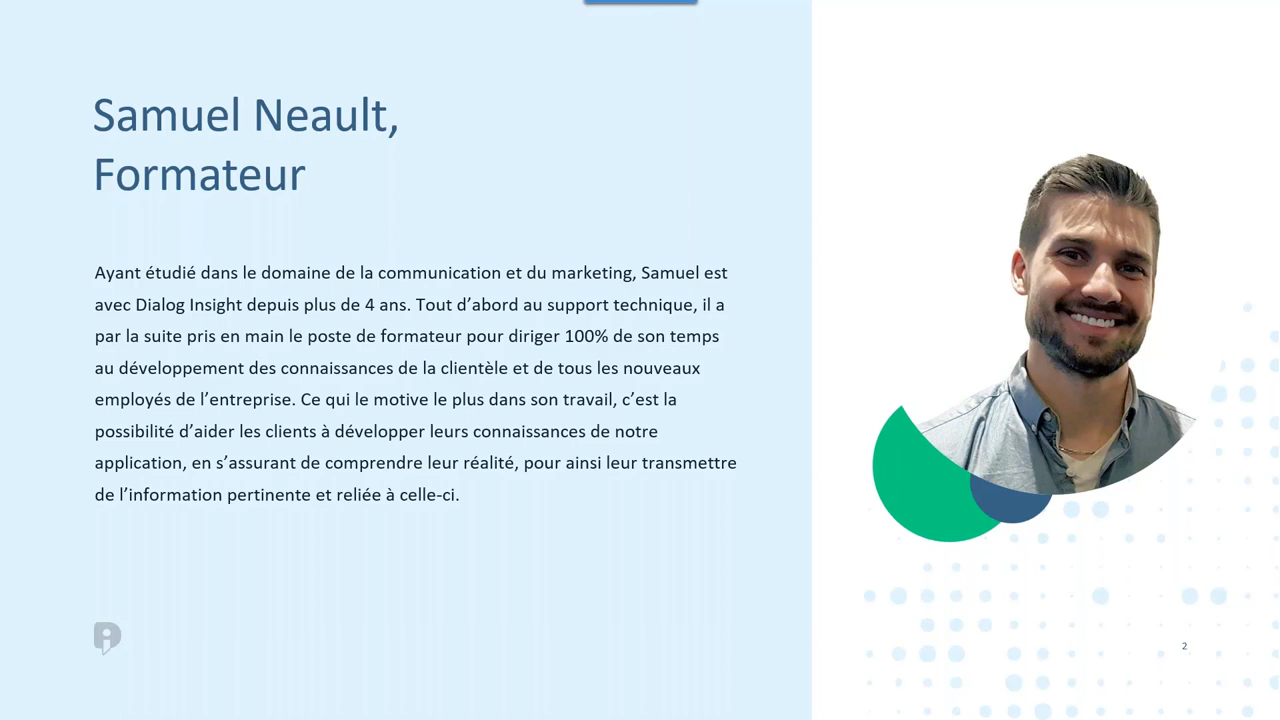 Samuel Neault,
Formateur
Ayant étudié dans le domaine de la communication et du marketing, Samuel est
avec Dialog Insight depuis plus de 4 ans. Tout d’abord au support technique, il a
par la suite pris en main le poste de formateur pour diriger 100% de son temps
au développement des connaissances de la clientèle et de tous les nouveaux
employés de l’entreprise. Ce qui le motive le plus dans son travail, c’est la
possibilité d’aider les clients à développer leurs connaissances de notre
application, en s’assurant de comprendre leur réalité, pour ainsi leur transmettre
de l’information pertinente et reliée à celle-ci.
2